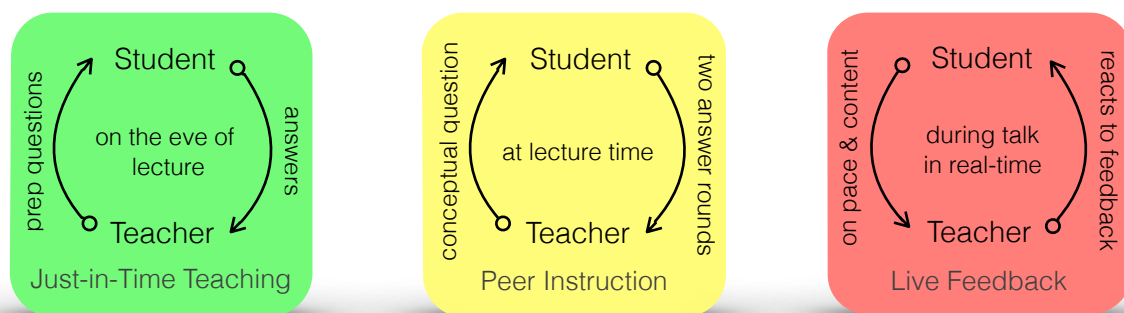 Student
prep questions
on the eve of
lecture
answers
Teacher
Just-in-Time Teaching
Student
conceptual question
at lecture time
two answer rounds
Teacher
Peer Instruction
Student
on pace & content
during talk
in real-time
reacts to feedback
Teacher
Live Feedback